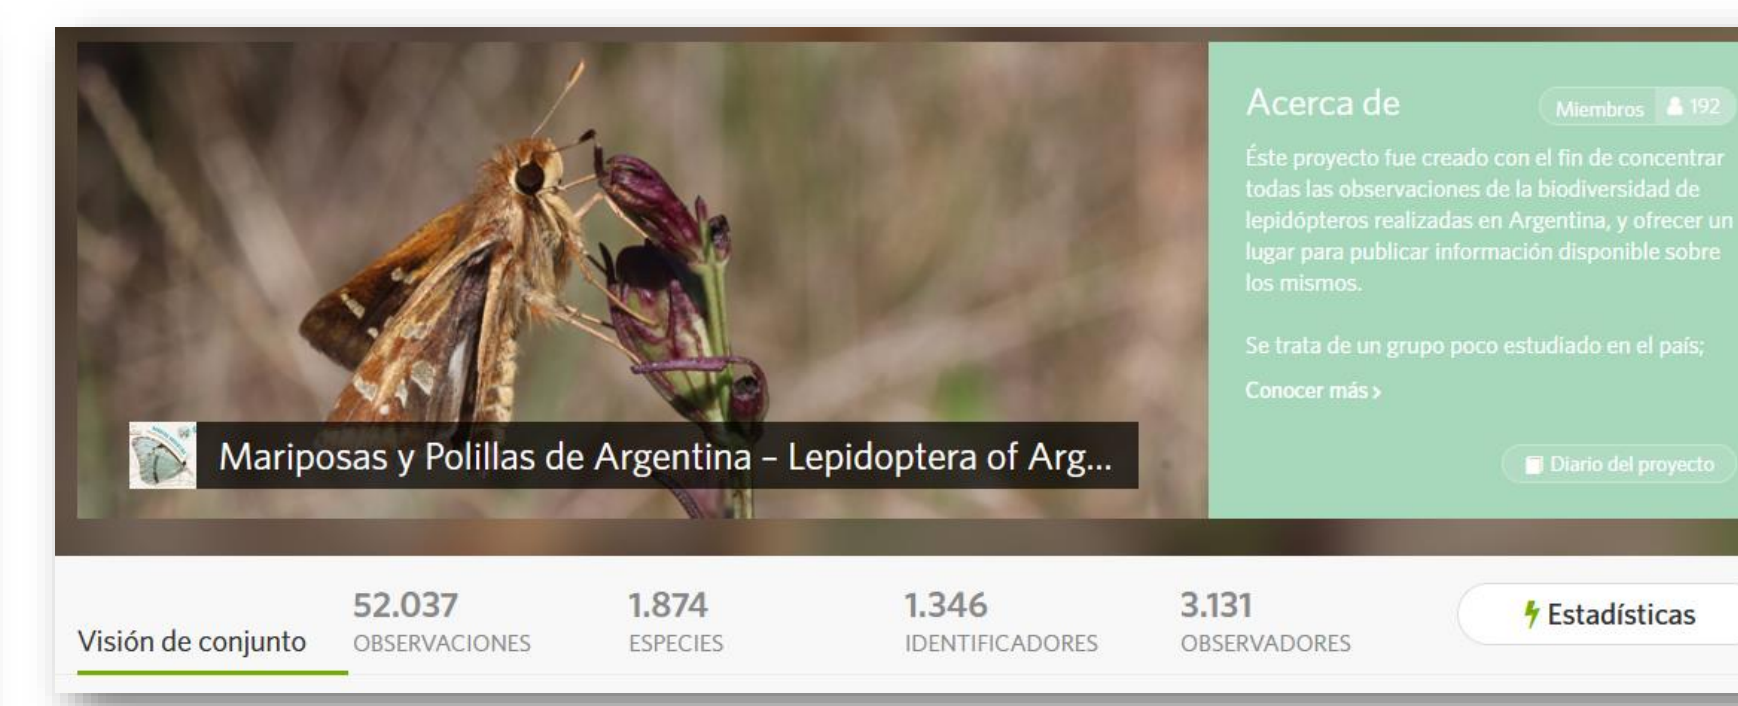 Acerca de
Miembros 192
Éste proyecto fue creado con el fin de concentrar
todas las observaciones de la biodiversidad de
lepidópteros realizadas en Argentina, y ofrecer un
lugar para publicar información disponible sobre
los mismos.
Se trata de un grupo poco estudiado en el país;
Conocer más ›
Diario del proyecto
Mariposas y Polillas de Argentina – Lepidoptera of Arg...
Visión de conjunto
52.037
OBSERVACIONES
1.874
ESPECIES
1.346
IDENTIFICADORES
3.131
OBSERVADORES
Estadísticas